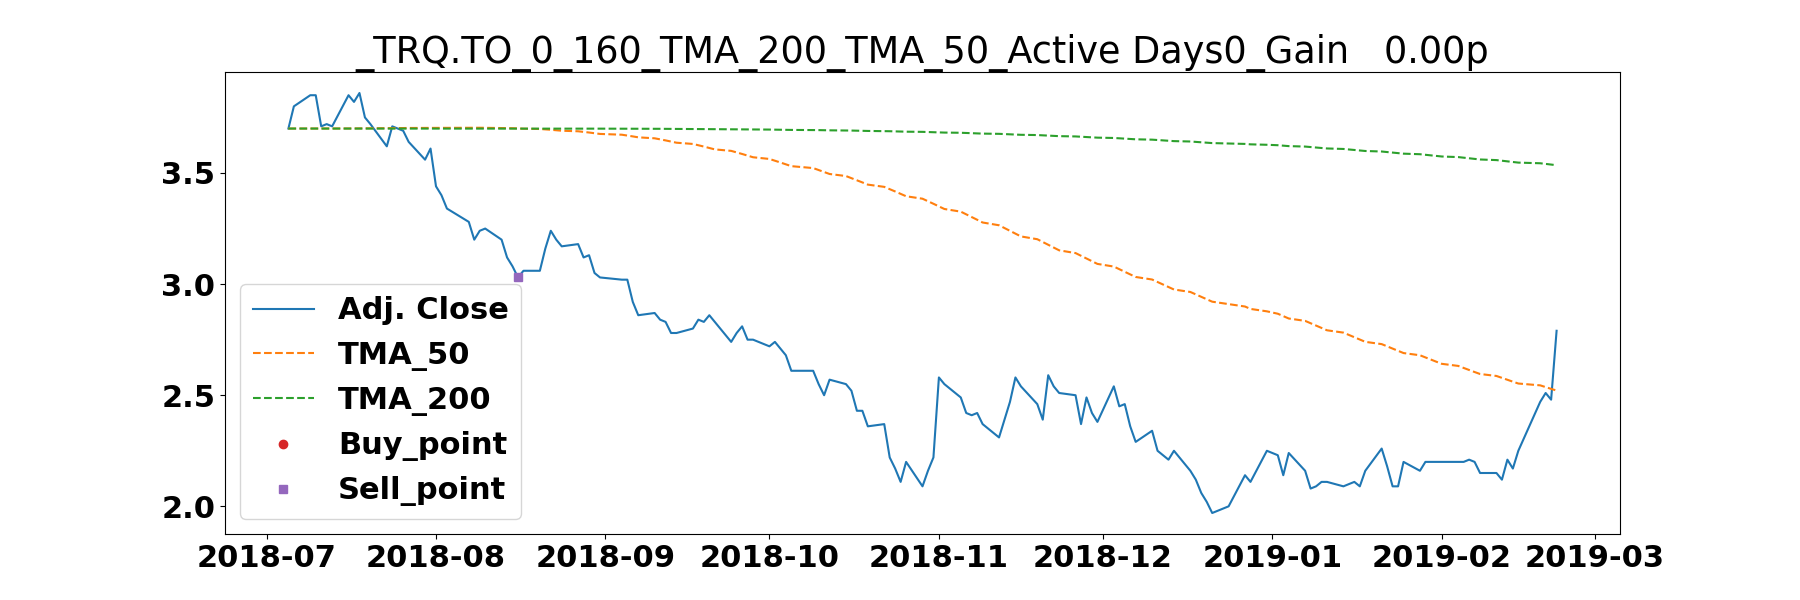 _TRQ.TO_0_160_TMA_200_TMA_50_Active Days0_Gain   0.00p
3.5
3.0
2.5
2.0
Adj. Close
TMA_50
TMA_200
Buy_point
Sell_point
2018-07 2018-08 2018-09 2018-10 2018-11 2018-12 2019-01 2019-02 2019-03